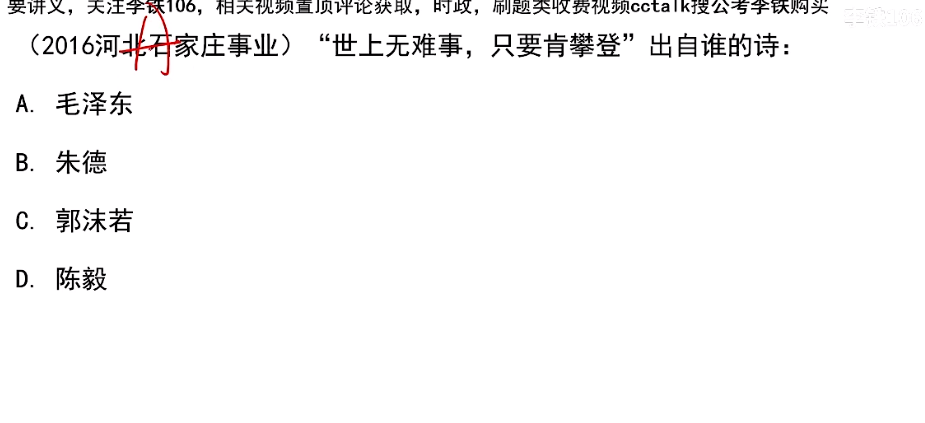 要讲义，关注李铁106，相关视频置顶评论获取，时政，刷题类收费视频cctalk搜公考李铁购买
（2016河北石家庄事业）“世上无难事，只要肯攀登”出自谁的诗：
A. 毛泽东
B. 朱德
C. 郭沫若
D. 陈毅